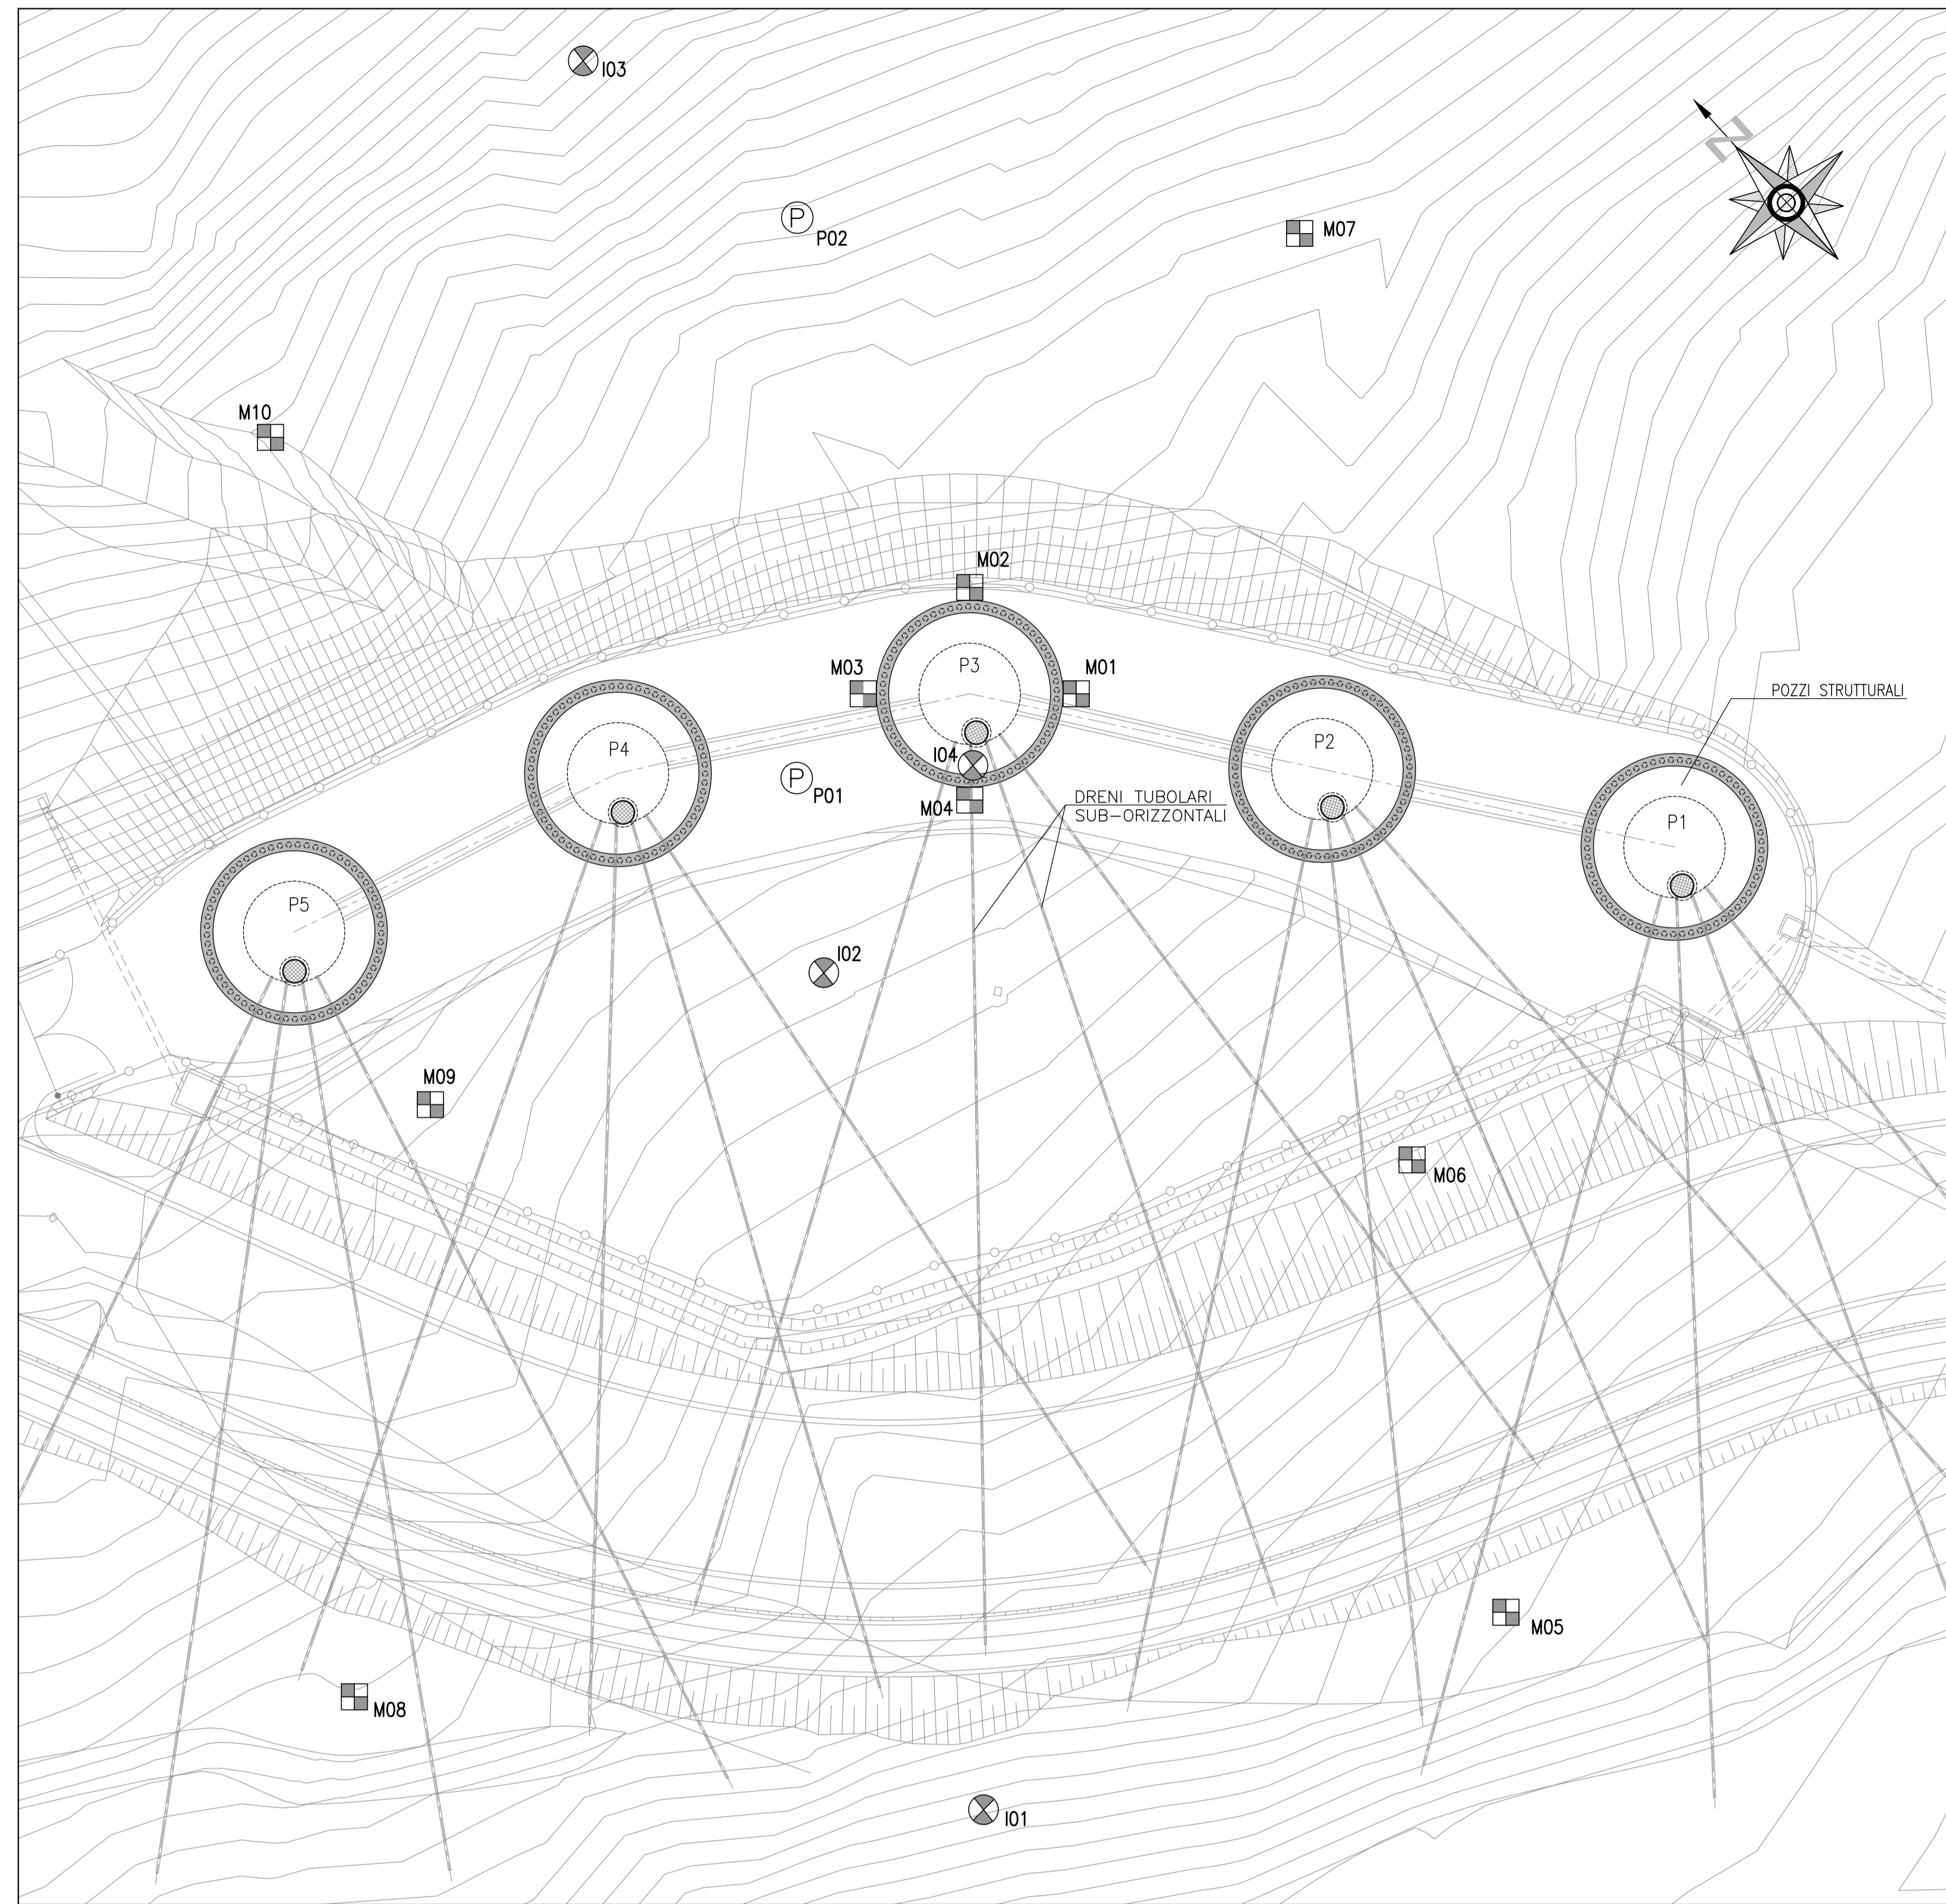 I03
N
P
P02
M07
M10
M02
M03
M01
P3
POZZI STRUTTURALI
P4
P2
I04
P
P01
M04
DRENI TUBOLARI
SUB-ORIZZONTALI
P1
P5
I02
M09
M06
M05
M08
I01